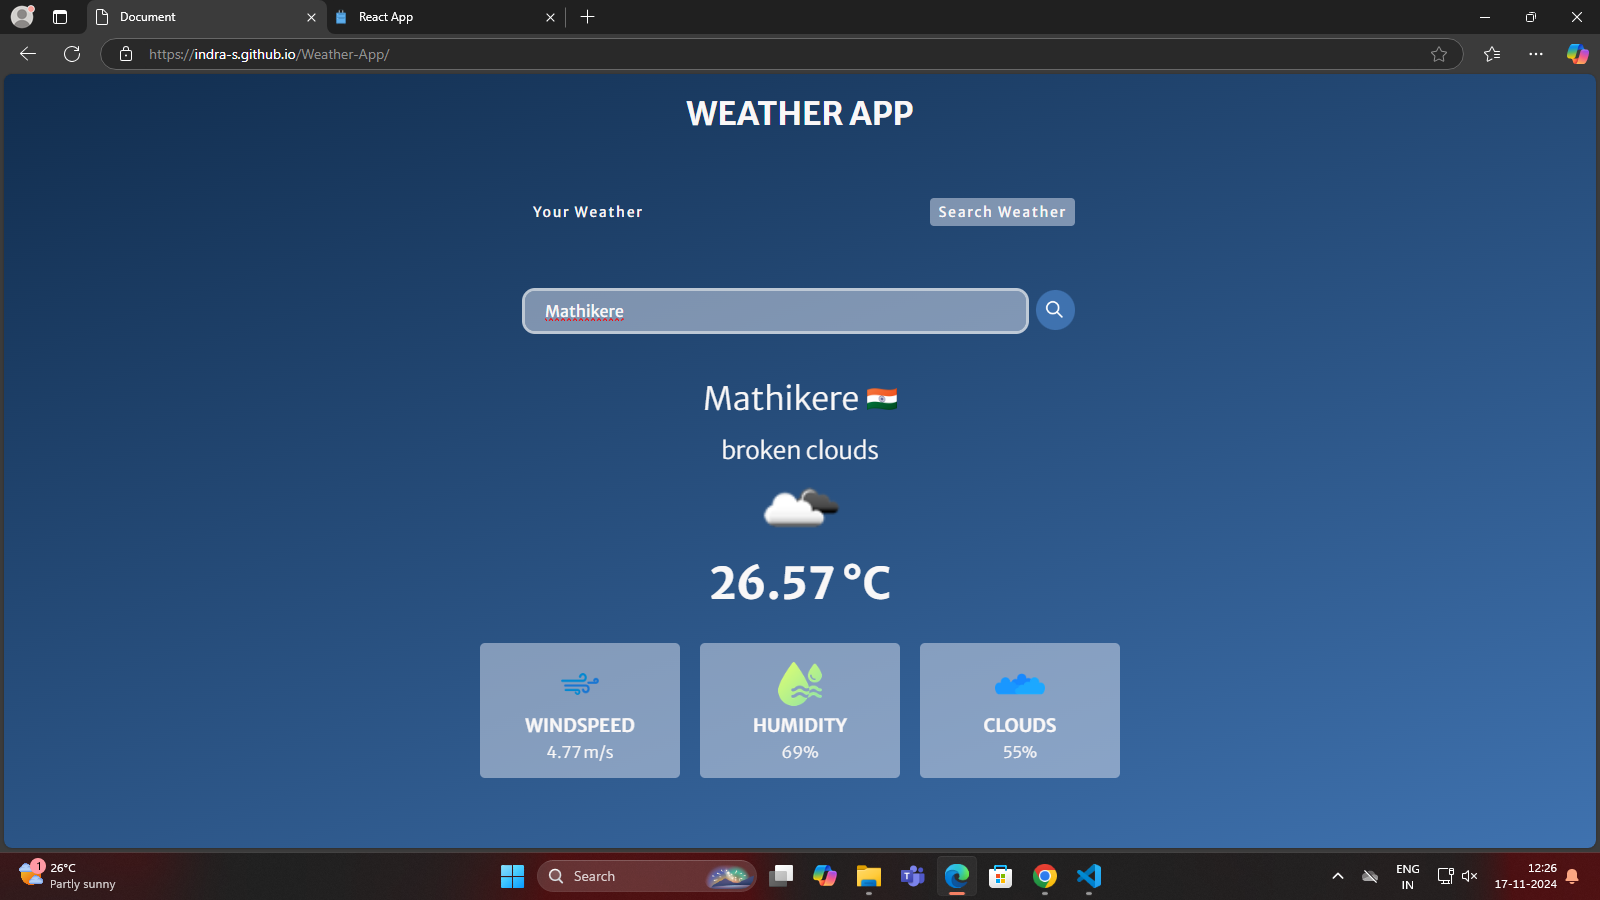 Document
React App
https://indra-s.github.io/Weather-App/
WEATHER APP
Your Weather
Search Weather
Mathikere
Mathikere
broken clouds
26.57 °C
WINDSPEED
4.77 m/s
HUMIDITY
69%
CLOUDS
55%
1
26°C
Partly sunny
Search
ENG
IN
12:26
17-11-2024